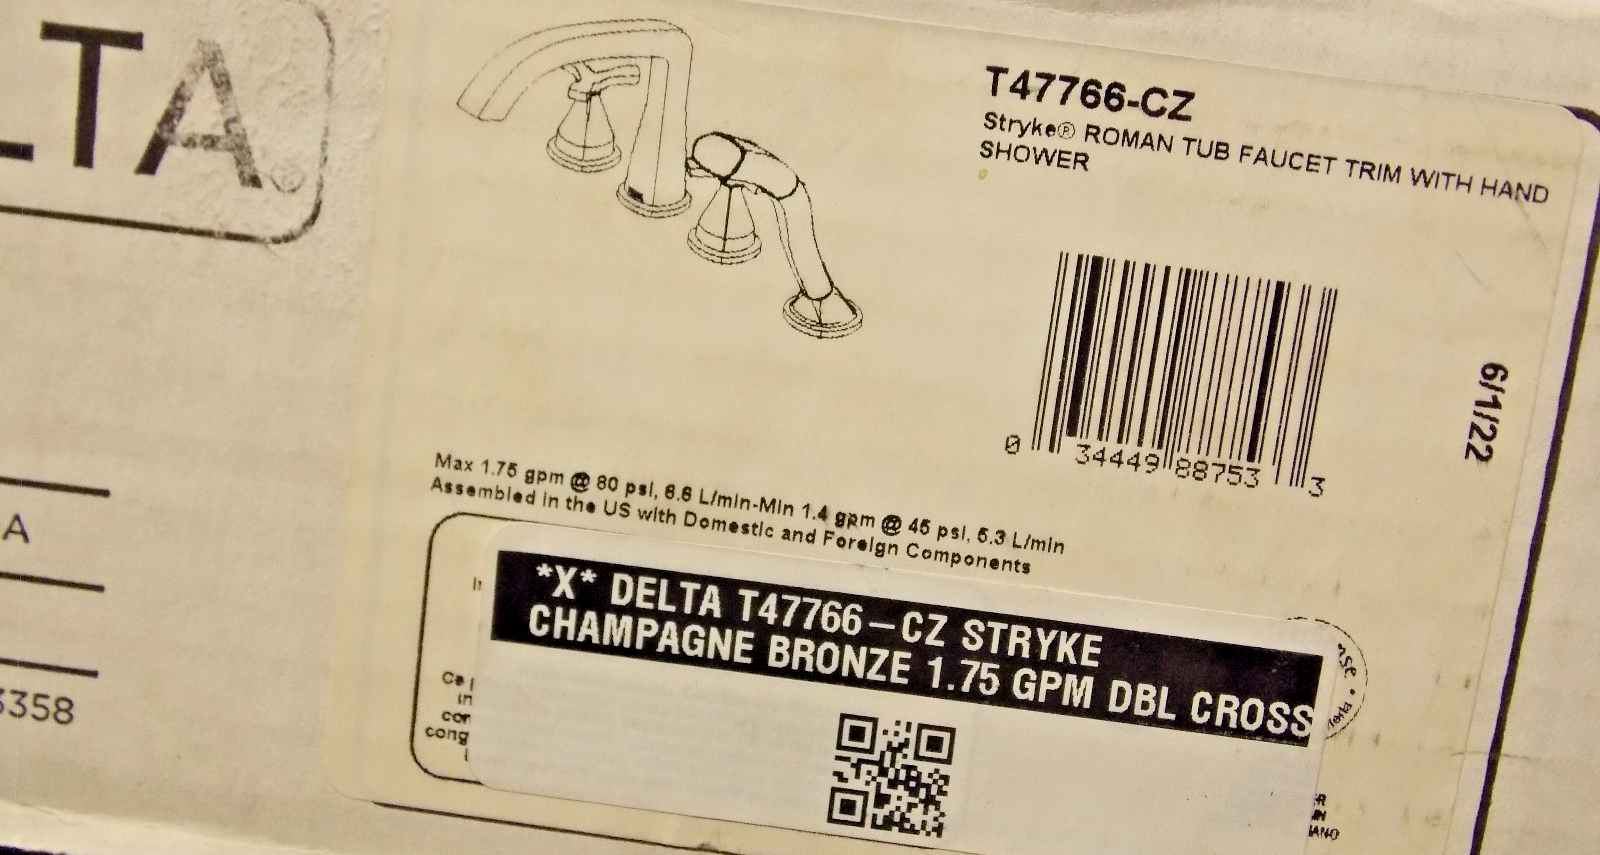 LTA®
T47766-CZ
Stryke® ROMAN TUB FAUCET TRIM WITH HAND
SHOWER
0 34449 88753 3
6/1/22
Max 1.75 gpm @ 80 psi, 6.6 L/min-Min 1.4 gpm @ 45 psi, 5.3 L/min
Assembled in the US with Domestic and Foreign Components
*X* DELTA T47766-CZ STRYKE
CHAMPAGNE BRONZE 1.75 GPM DBL CROSS
A
3358
in
con
cong